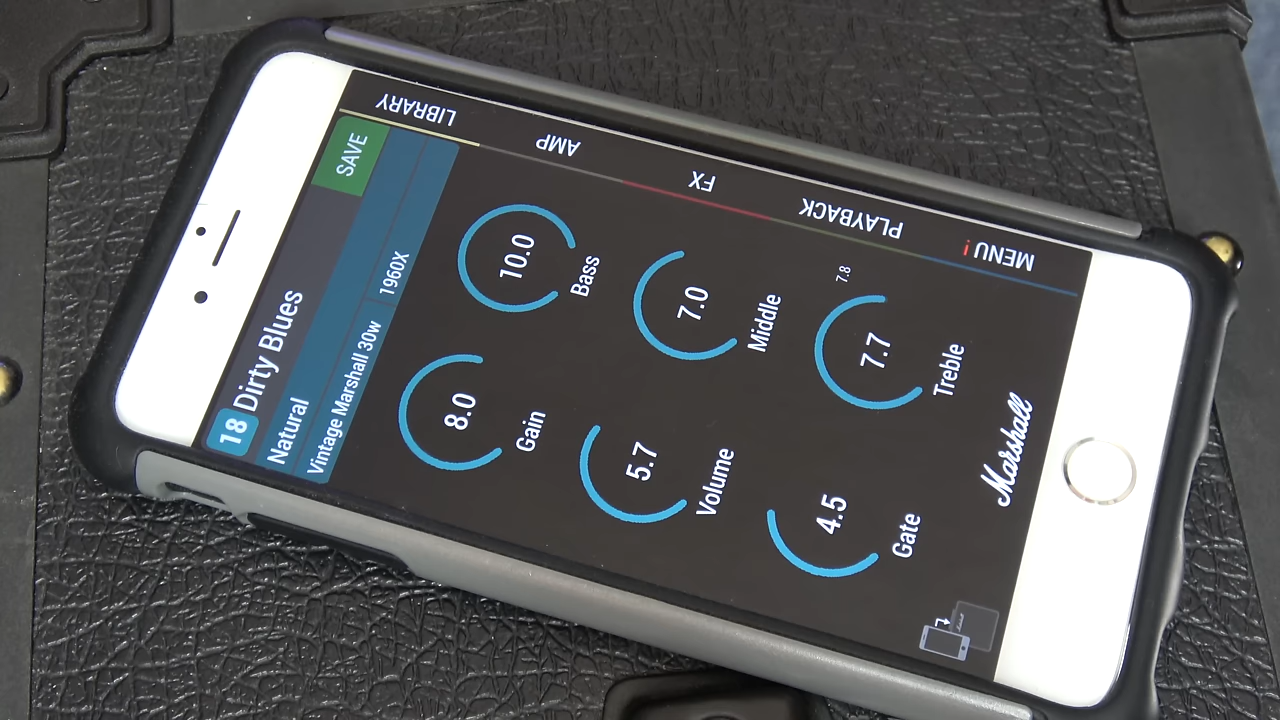 18 Dirty Blues
SAVE
Natural
Vintage Marshall 30w
1960X
8.0
Gain
10.0
Bass
5.7
Volume
7.0
Middle
4.5
Gate
7.7
7.8
Treble
Marshall
LIBRARY
AMP
FX
PLAYBACK
MENU
i